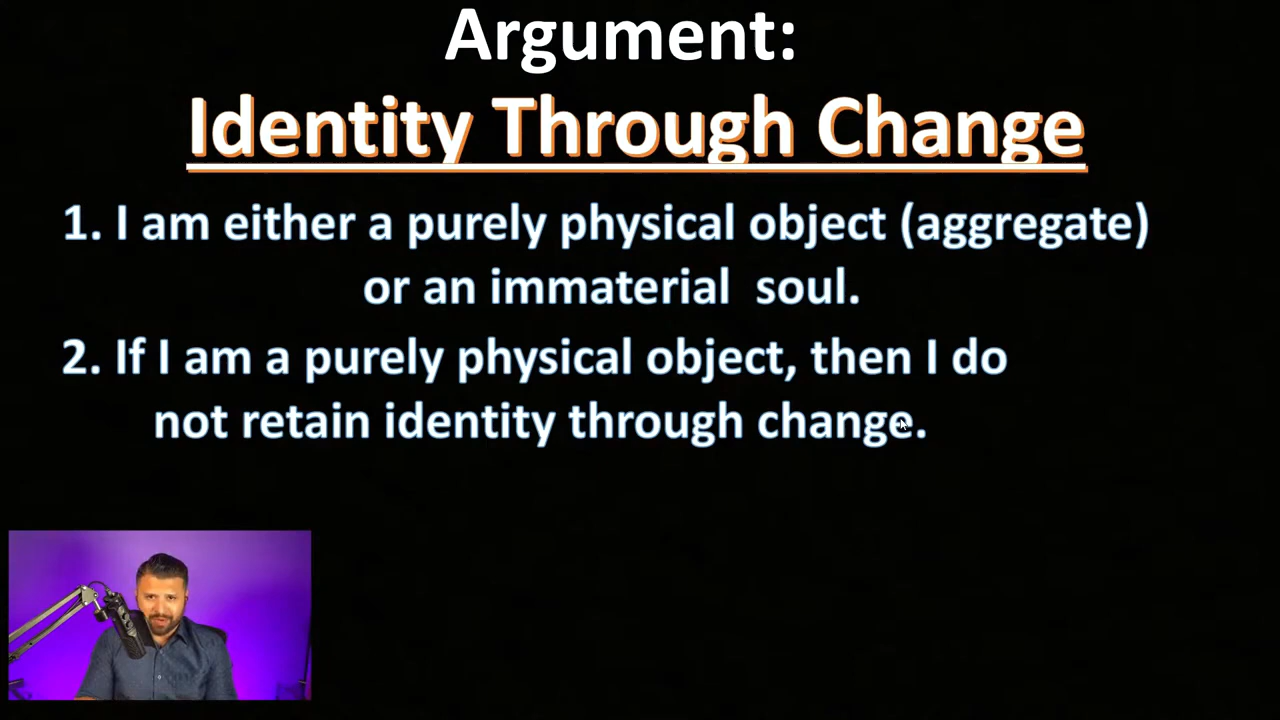 Argument:
Identity Through Change
1. I am either a purely physical object (aggregate)
or an immaterial soul.
2. If I am a purely physical object, then I do
not retain identity through change.